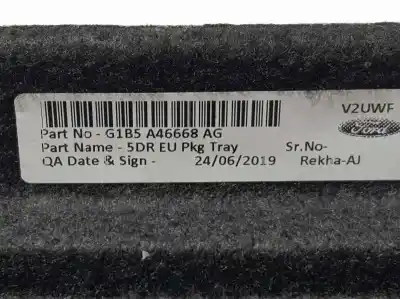 V2UWF
Ford
Part No - G1B5 A46668 AG
Part Name - 5DR EU Pkg Tray Sr.No-
QA Date & Sign - 24/06/2019 Rekha-AJ